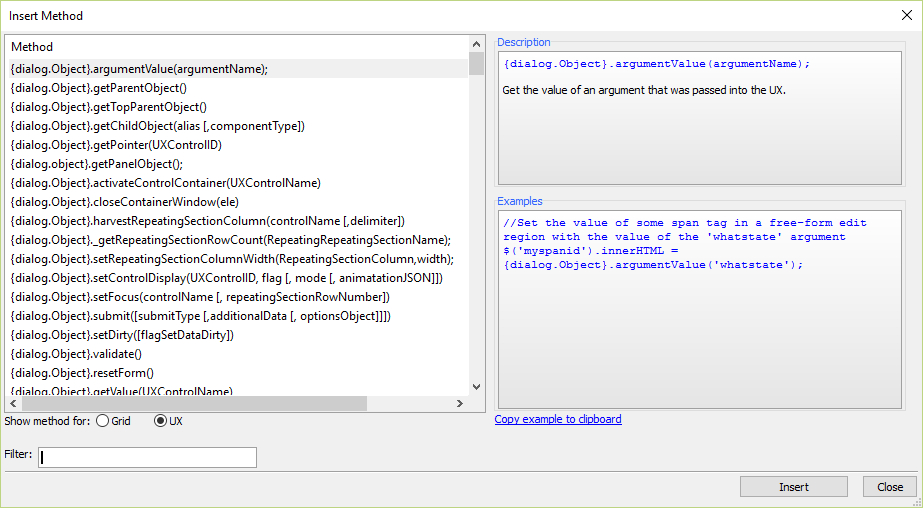 Insert Method
Method
{dialog.Object}.argumentValue(argumentName);
{dialog.Object}.getParentObject()
{dialog.Object}.getTopParentObject()
{dialog.Object}.getChildObject(alias [,componentType])
{dialog.Object}.getPointer(UXControlID)
{dialog.object}.getPanelObject();
{dialog.Object}.activateControlContainer(UXControlName)
{dialog.Object}.closeContainerWindow(ele)
{dialog.Object}.harvestRepeatingSectionColumn(controlName [,delimiter])
{dialog.Object}._getRepeatingSectionRowCount(RepeatingRepeatingSectionName);
{dialog.Object}.setRepeatingSectionColumnWidth(RepeatingSectionColumn,width);
{dialog.Object}.setControlDisplay(UXControlID, flag [, mode [, animatationJSON]])
{dialog.Object}.setFocus(controlName [, repeatingSectionRowNumber])
{dialog.Object}.submit([submitType [,additionalData [, optionsObject]]])
{dialog.Object}.setDirty([flagSetDataDirty])
{dialog.Object}.validate()
{dialog.Object}.resetForm()
{dialog.Object}.getValue(UXControlName)
Show method for: Grid UX
Filter:
Description
{dialog.Object}.argumentValue(argumentName);
Get the value of an argument that was passed into the UX.
Examples
//Set the value of some span tag in a free-form edit
region with the value of the 'whatstate' argument
$('myspanid').innerHTML =
{dialog.Object}.argumentValue('whatstate');
Copy example to clipboard
Insert Close